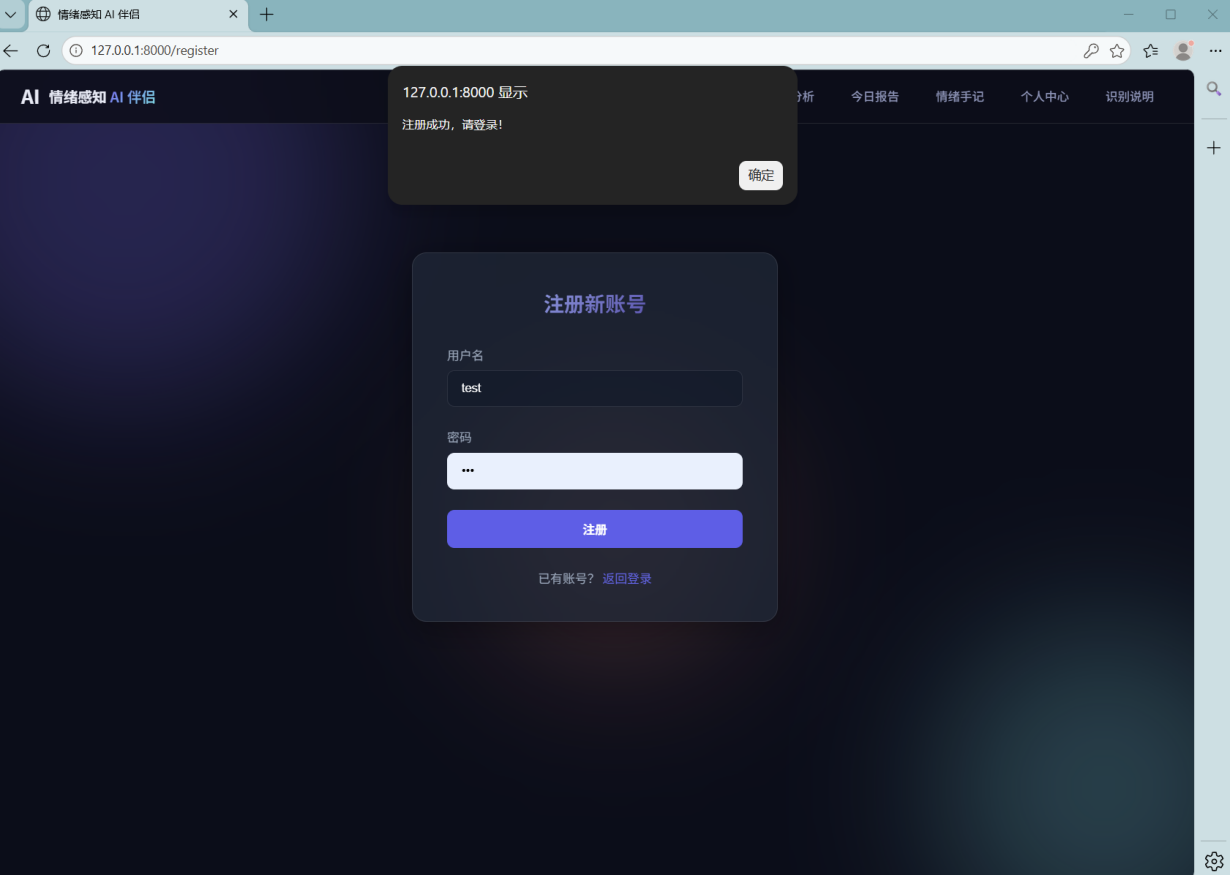 情绪感知 AI 伴侣
127.0.0.1:8000/register
AI 情绪感知 AI 伴侣
分析 今日报告 情绪手记 个人中心 识别说明
127.0.0.1:8000 显示
注册成功，请登录！
确定
注册新账号
用户名
test
密码
•••
注册
已有账号？ 返回登录